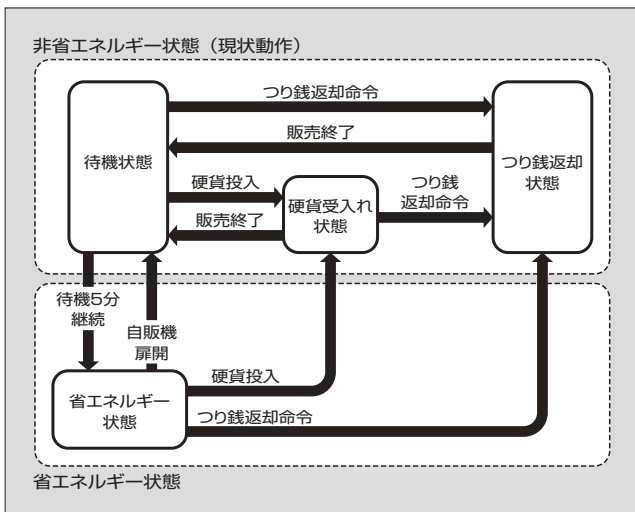 非省エネルギー状態（現状動作）
つり銭返却命令
販売終了
待機状態
つり銭返却
状態
硬貨投入
硬貨受入れ
状態
つり銭
返却命令
販売終了
待機5分
継続
自販機
扉開
硬貨投入
省エネルギー
状態
つり銭返却命令
省エネルギー状態